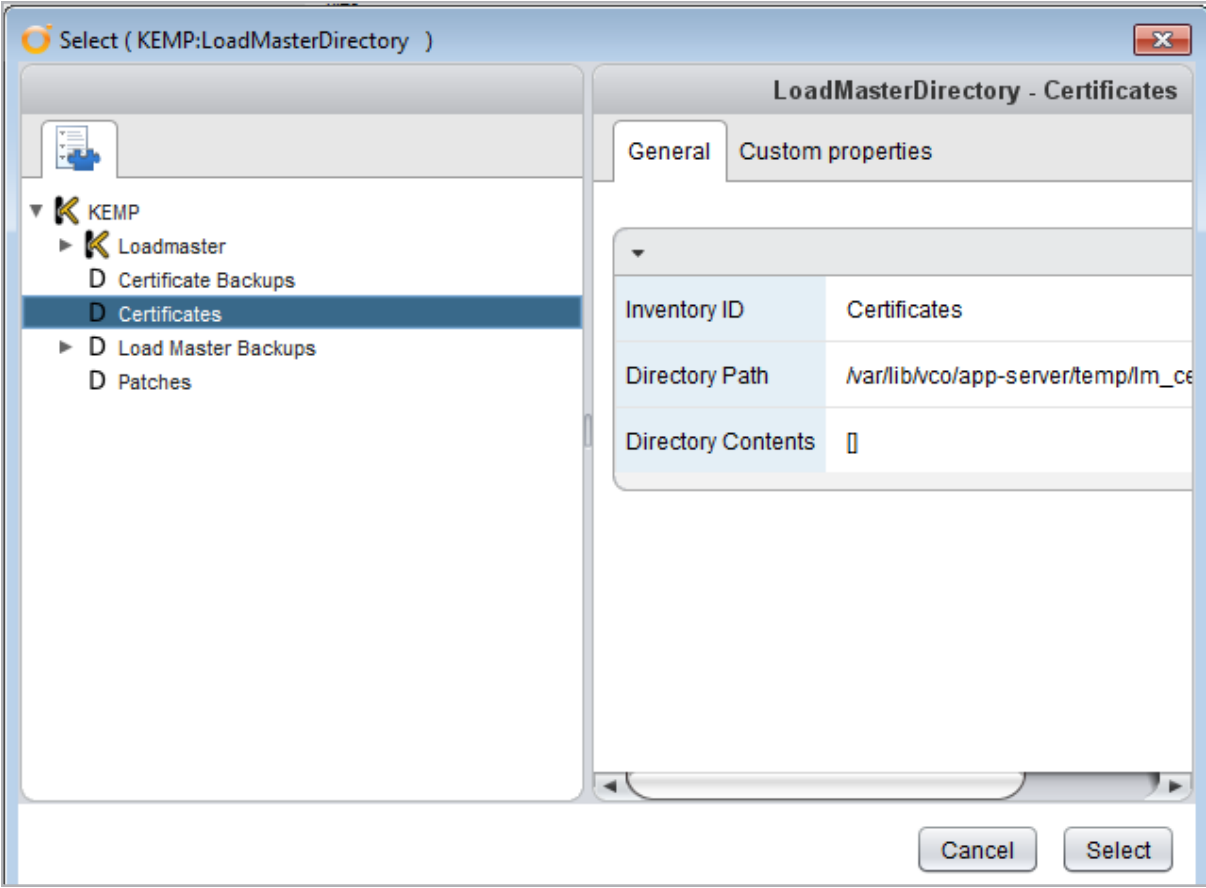 Select ( KEMP:LoadMasterDirectory )
LoadMasterDirectory - Certificates
General Custom properties
KEMP
Loadmaster
D Certificate Backups
D Certificates
D Load Master Backups
D Patches
Inventory ID Certificates
Directory Path /var/lib/vco/app-server/temp/lm_ce
Directory Contents []
Cancel Select